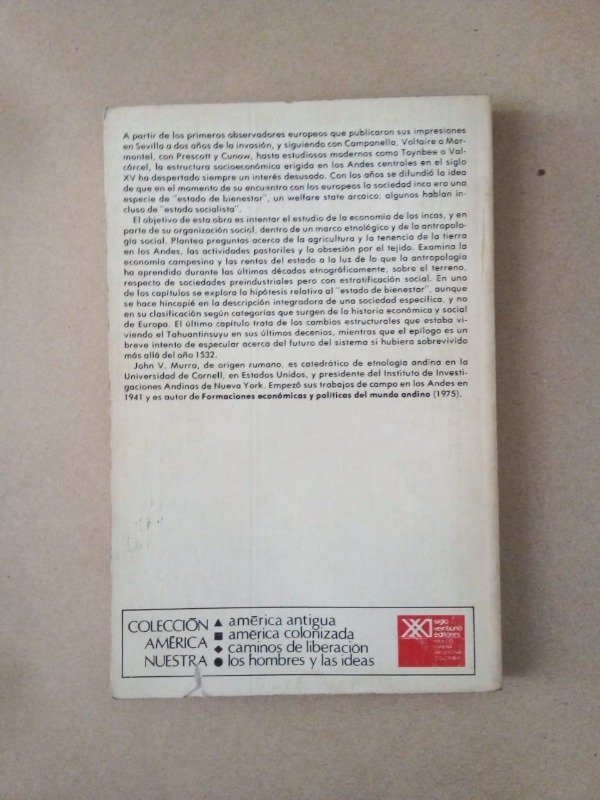 A partir de los primeros observadores europeos que publicaron sus impresiones
en Sevilla a dos años de la invasión, y siguiendo con Campanella, Voltaire o Mar-
montel, con Prescott y Cunow, hasta estudiosos modernos como Toynbee o Val-
cárcel, la estructura socioeconómica erigida en los Andes centrales en el siglo
XV ha despertado siempre un interés desusado. Con los años se difundió la idea
de que en el momento de su encuentro con los europeos la sociedad inca era una
especie de "estado de bienestar", un welfare state arcaico; algunos hablan in-
cluso de "estado socialista".
El objetivo de esta obra es intentar el estudio de la economía de los incas, y en
parte de su organización social, dentro de un marco etnológico y de la antropolo-
gía social. Plantea preguntas acerca de la agricultura y la tenencia de la tierra
en los Andes, las actividades pastoriles y la obsesión por el tejido. Examina la
economía campesina y las rentas del estado a la luz de lo que la antropología
ha aprendido durante las últimas décadas etnográficamente, sobre el terreno,
respecto de sociedades preindustriales pero con estratificación social. En uno
de los capítulos se explora la hipótesis relativa al "estado de bienestar", aunque
se hace hincapié en la descripción integradora de una sociedad específica, y no
en su clasificación según categorías que surgen de la historia económica y social
de Europa. El último capítulo trata de los cambios estructurales que estaba vi-
viendo el Tahuantinsuyu en sus últimos decenios, mientras que el epílogo es un
breve intento de especular acerca del futuro del sistema si hubiera sobrevivido
más allá del año 1532.
John V. Murra, de origen rumano, es catedrático de etnología andina en la
Universidad de Cornell, en Estados Unidos, y presidente del Instituto de Investi-
gaciones Andinas de Nueva York. Empezó sus trabajos de campo en los Andes en
1941 y es autor de Formaciones económicas y políticas del mundo andino (1975).
COLECCIÓN
AMÉRICA
NUESTRA
▲ américa antigua
■ américa colonizada
◆ caminos de liberación
● los hombres y las ideas
siglo
veintiuno
editores
MÉXICO
ESPAÑA
ARGENTINA
COLOMBIA